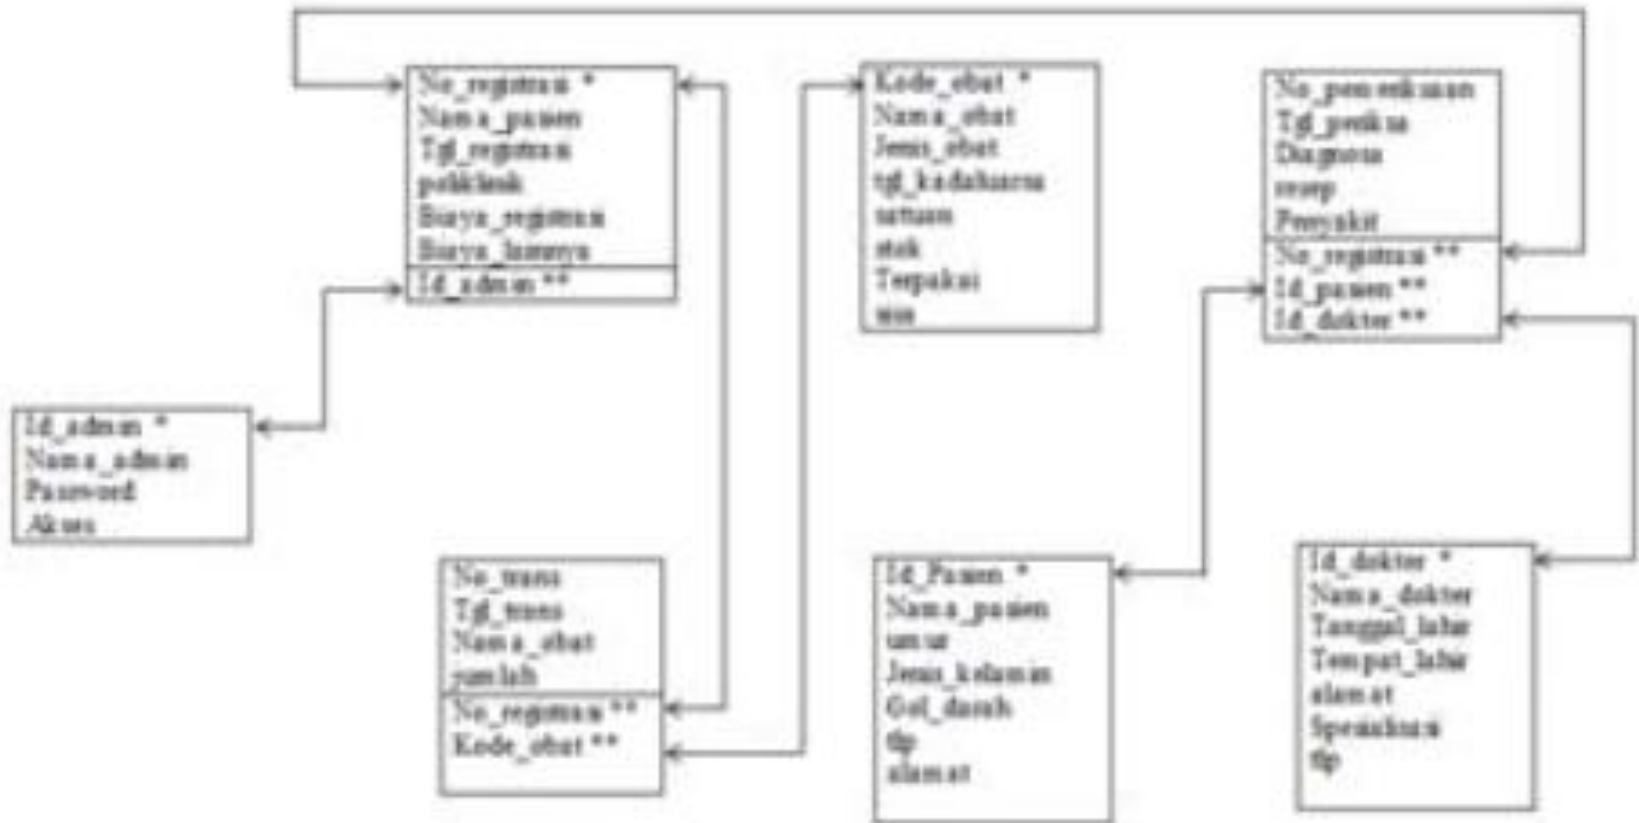 No_registrasi *
Nama_pasien
Tgl_registrasi
poliklinik
Biaya_registrasi
Biaya_lainnya
Id_admin **
Kode_obat *
Nama_obat
Jenis_obat
tgl_kadaluarsa
satuan
stok
Terpakai
sisa
No_pemeriksaan
Tgl_periksa
Diagnosa
resep
Penyakit
No_registrasi **
Id_pasien **
Id_dokter **
Id_admin *
Nama_admin
Password
Akses
No_trans
Tgl_trans
Nama_obat
jumlah
No_registrasi **
Kode_obat **
Id_Pasien *
Nama_pasien
umur
Jenis_kelamin
Gol_darah
tlp
alamat
Id_dokter *
Nama_dokter
Tanggal_lahir
Tempat_lahir
alamat
Spesialisasi
tlp